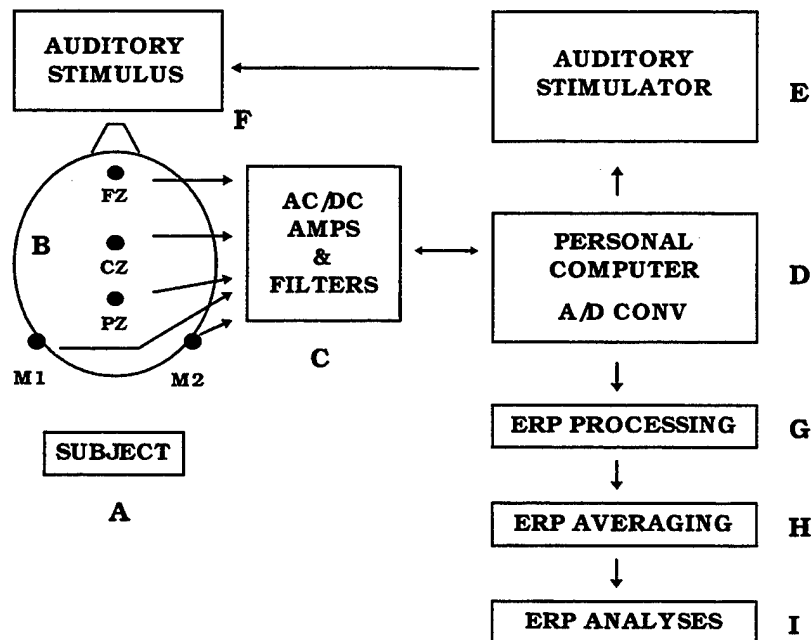 AUDITORY
STIMULUS
F
AUDITORY
STIMULATOR
E
B
FZ
CZ
PZ
M1
M2
AC/DC
AMPS
&
FILTERS
C
PERSONAL
COMPUTER
A/D CONV
D
SUBJECT
A
ERP PROCESSING
G
ERP AVERAGING
H
ERP ANALYSES
I